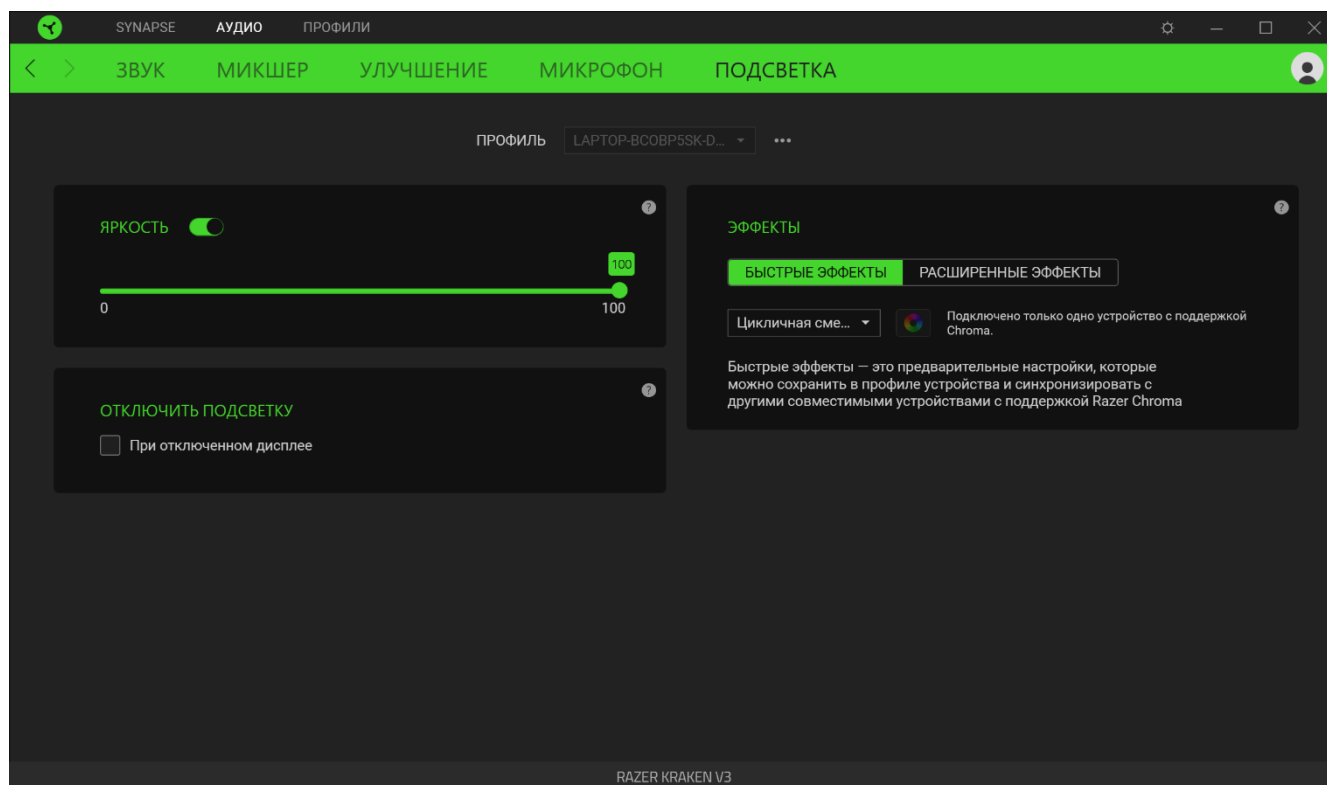 SYNAPSE АУДИО ПРОФИЛИ
ЗВУК МИКШЕР УЛУЧШЕНИЕ МИКРОФОН ПОДСВЕТКА
ПРОФИЛЬ LAPTOP-BCOBP5SK-D...
ЯРКОСТЬ
100
0 100
ОТКЛЮЧИТЬ ПОДСВЕТКУ
При отключенном дисплее
ЭФФЕКТЫ
БЫСТРЫЕ ЭФФЕКТЫ РАСШИРЕННЫЕ ЭФФЕКТЫ
Цикличная сме...
Подключено только одно устройство с поддержкой
Chroma.
Быстрые эффекты — это предварительные настройки, которые
можно сохранить в профиле устройства и синхронизировать с
другими совместимыми устройствами с поддержкой Razer Chroma
RAZER KRAKEN V3